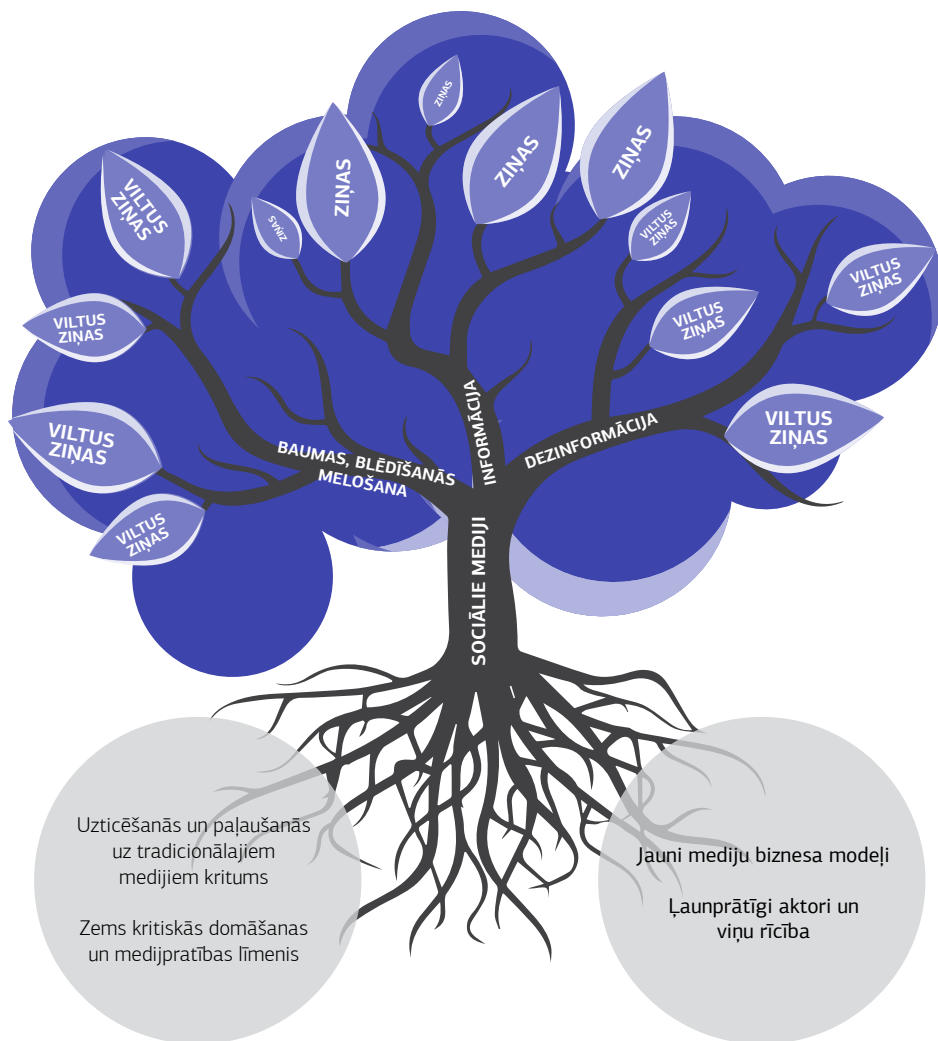 ZIŅAS
ZIŅAS
ZIŅAS
ZIŅAS
ZIŅAS
VILTUS
ZIŅAS
VILTUS
ZIŅAS
VILTUS
ZIŅAS
VILTUS
ZIŅAS
VILTUS
ZIŅAS
VILTUS
ZIŅAS
VILTUS
ZIŅAS
VILTUS
ZIŅAS
BAUMAS, BLĒDĪŠANĀS
MELOŠANA
INFORMĀCIJA
DEZINFORMĀCIJA
SOCIĀLIE MEDIJI
Uzticēšanās un paļaušanās
uz tradicionālajiem
medijiem kritums
Zems kritiskās domāšanas
un medijpratības līmenis
Jauni mediju biznesa modeļi
Ļaunprātīgi aktori un
viņu rīcība